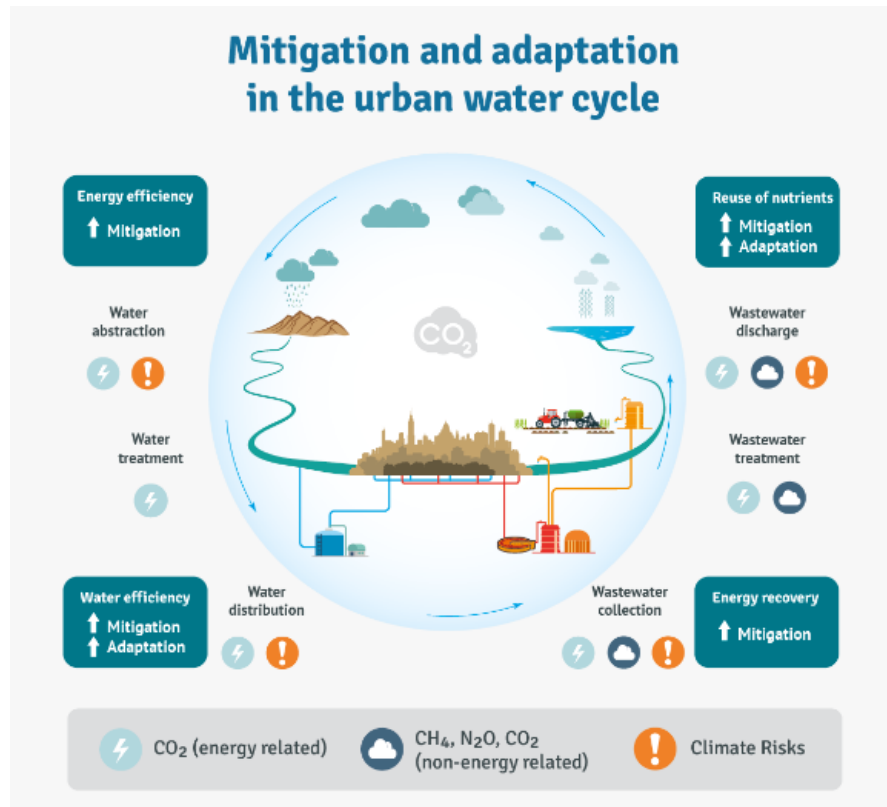 Mitigation and adaptation
in the urban water cycle
Energy efficiency
Mitigation
Reuse of nutrients
Mitigation
Adaptation
Water
abstraction
Wastewater
discharge
CO₂
Water
treatment
Wastewater
treatment
Water efficiency
Mitigation
Adaptation
Water
distribution
Wastewater
collection
Energy recovery
Mitigation
CO₂ (energy related)
CH₄, N₂O, CO₂
(non-energy related)
Climate Risks